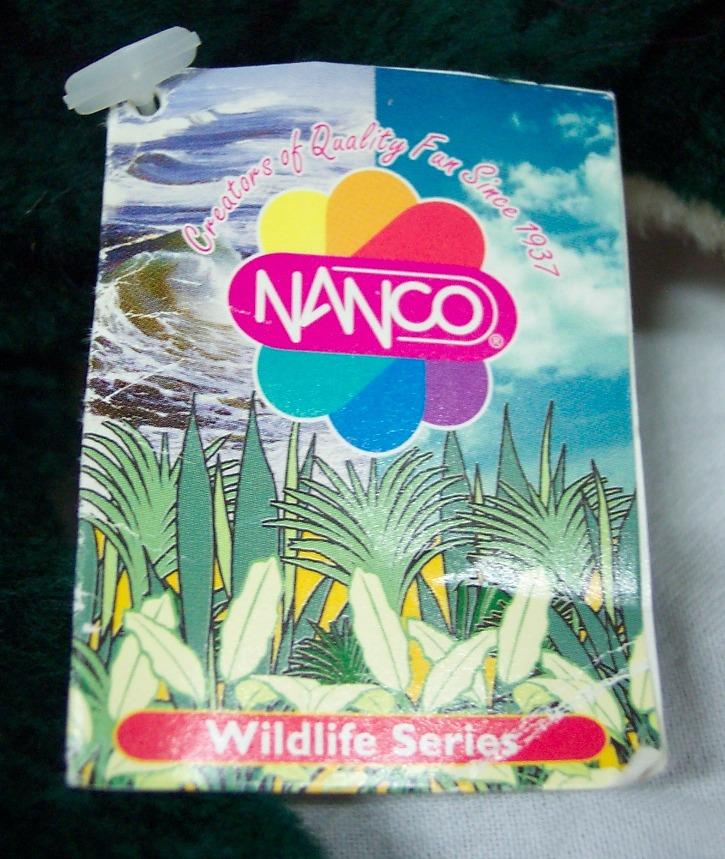 Creators of Quality Fun Since 1937
NANCO®
Wildlife Series